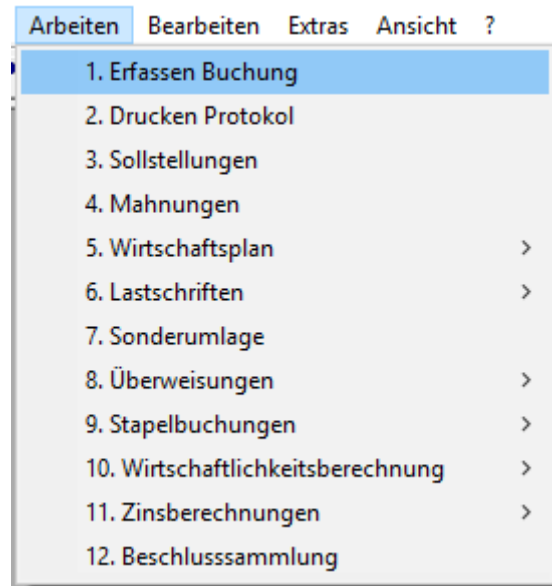 Arbeiten Bearbeiten Extras Ansicht ?
1. Erfassen Buchung
2. Drucken Protokol
3. Sollstellungen
4. Mahnungen
5. Wirtschaftsplan >
6. Lastschriften >
7. Sonderumlage
8. Überweisungen >
9. Stapelbuchungen >
10. Wirtschaftlichkeitsberechnung >
11. Zinsberechnungen >
12. Beschlusssammlung